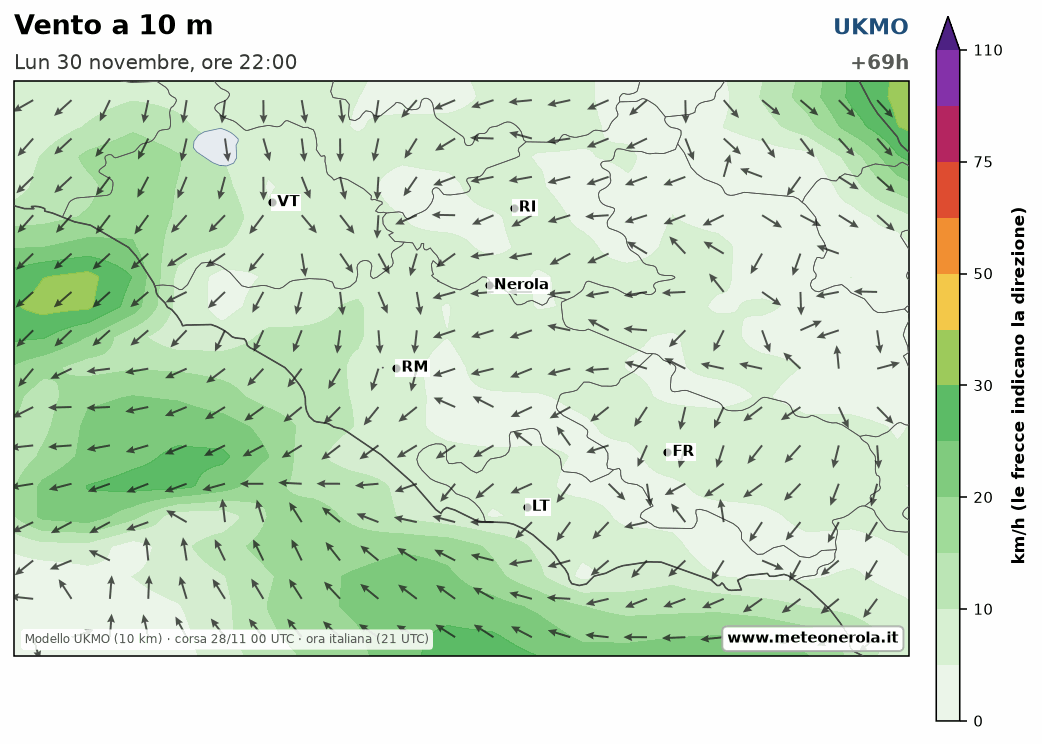 Vento a 10 m
UKMO
Lun 30 novembre, ore 22:00
+69h
VT
RI
Nerola
RM
FR
LT
Modello UKMO (10 km) · corsa 28/11 00 UTC · ora italiana (21 UTC)
www.meteonerola.it
110
75
50
30
20
10
0
km/h (le frecce indicano la direzione)